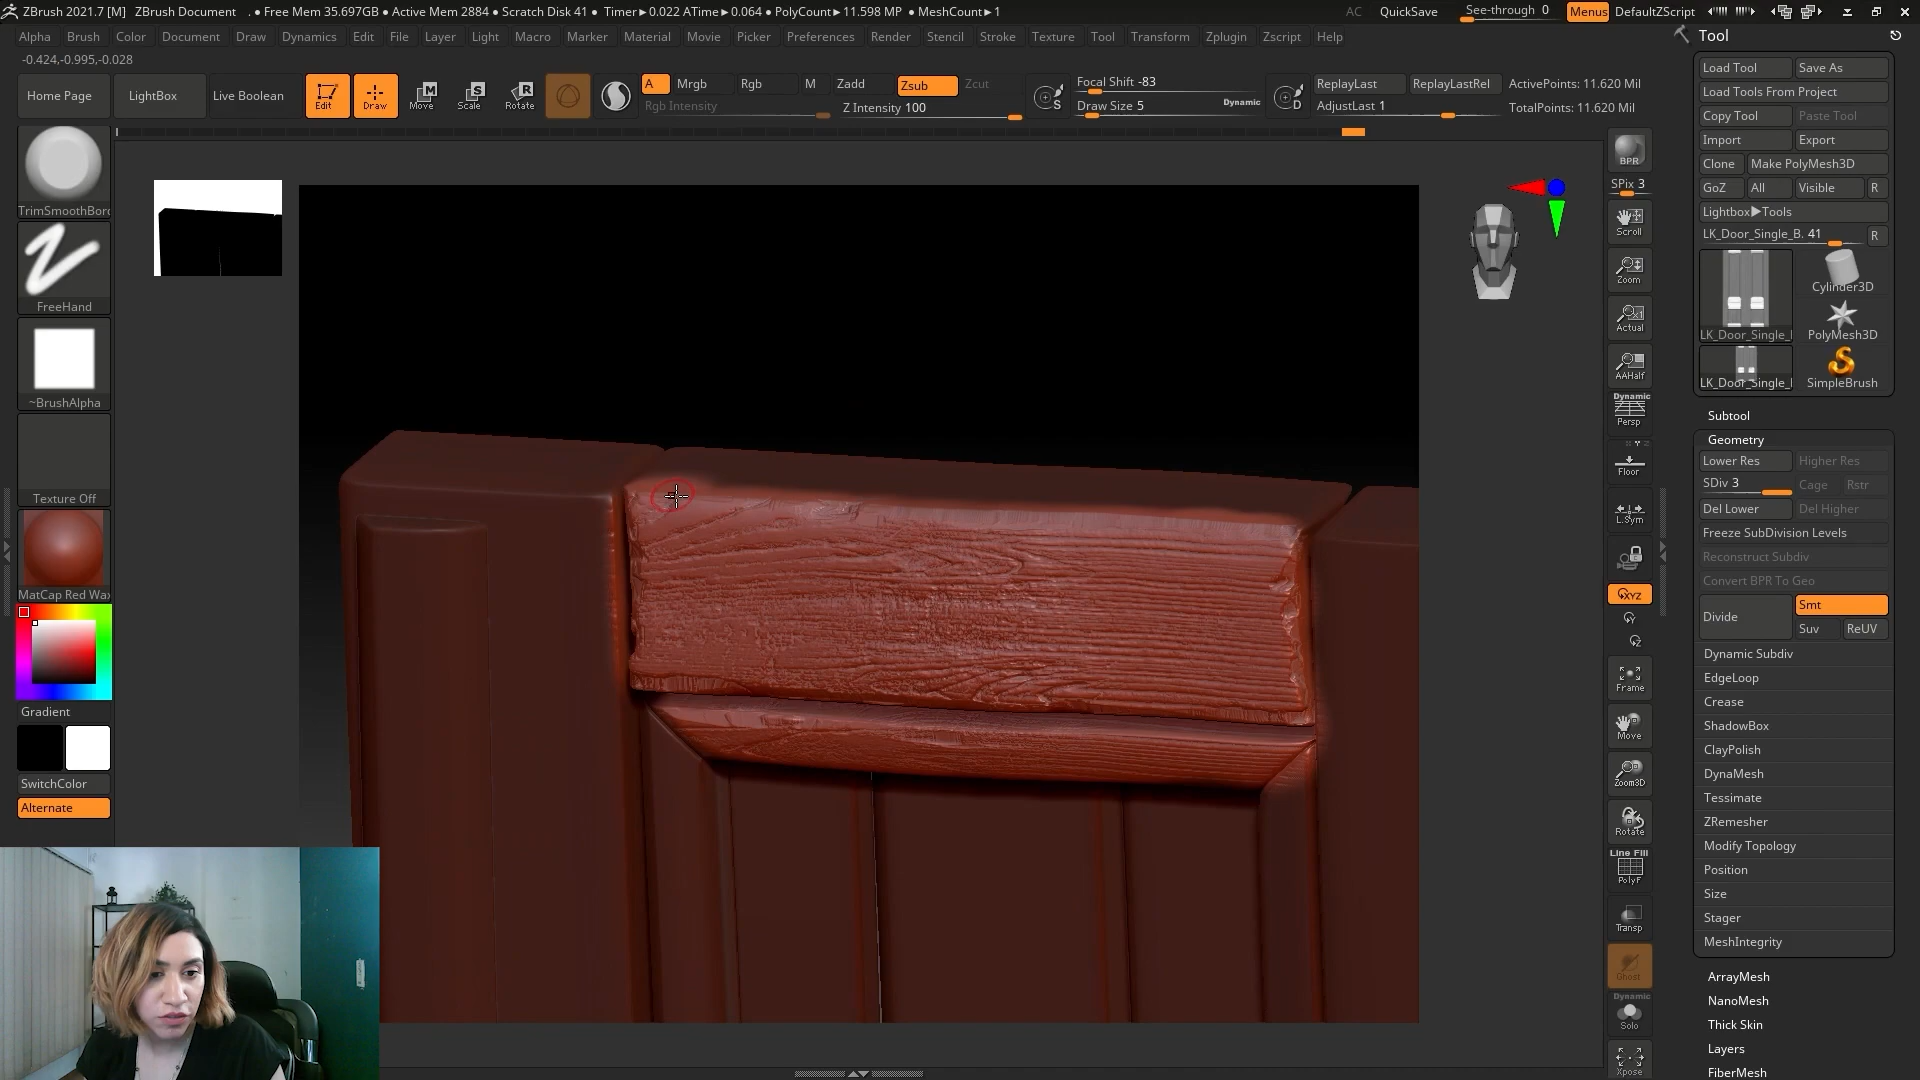 ZBrush 2021.7 [M] ZBrush Document . ● Free Mem 35.697GB ● Active Mem 2884 ● Scratch Disk 41 ● Timer►0.022 ATime►0.064 ● PolyCount►11.598 MP ● MeshCount►1 AC QuickSave See-through 0 Menus DefaultZScript
Alpha Brush Color Document Draw Dynamics Edit File Layer Light Macro Marker Material Movie Picker Preferences Render Stencil Stroke Texture Tool Transform Zplugin Zscript Help
Tool
-0.424,-0.995,-0.028
Home Page LightBox Live Boolean Edit Draw Move Scale Rotate
A Mrgb Rgb M Zadd Zsub Zcut
Rgb Intensity Z Intensity 100
Focal Shift -83
Draw Size 5 Dynamic
S D
ReplayLast ReplayLastRel ActivePoints: 11.620 Mil
AdjustLast 1 TotalPoints: 11.620 Mil
TrimSmoothBord
FreeHand
~BrushAlpha
Texture Off
MatCap Red Wax
Gradient
SwitchColor
Alternate
BPR
SPix 3
Scroll
Zoom
Actual
AAHalf
Dynamic
Persp
Floor
L.Sym
XYZ
Y
Z
Frame
Move
Zoom3D
Rotate
Line Fill
PolyF
Transp
Ghost
Dynamic
Solo
Xpose
Load Tool Save As
Load Tools From Project
Copy Tool Paste Tool
Import Export
Clone Make PolyMesh3D
GoZ All Visible R
Lightbox►Tools
LK_Door_Single_B. 41 R
Cylinder3D
LK_Door_Single_ PolyMesh3D
LK_Door_Single_ SimpleBrush
Subtool
Geometry
Lower Res Higher Res
SDiv 3 Cage Rstr
Del Lower Del Higher
Freeze SubDivision Levels
Reconstruct Subdiv
Convert BPR To Geo
Divide Smt
Suv ReUV
Dynamic Subdiv
EdgeLoop
Crease
ShadowBox
ClayPolish
DynaMesh
Tessimate
ZRemesher
Modify Topology
Position
Size
Stager
MeshIntegrity
ArrayMesh
NanoMesh
Thick Skin
Layers
FiberMesh